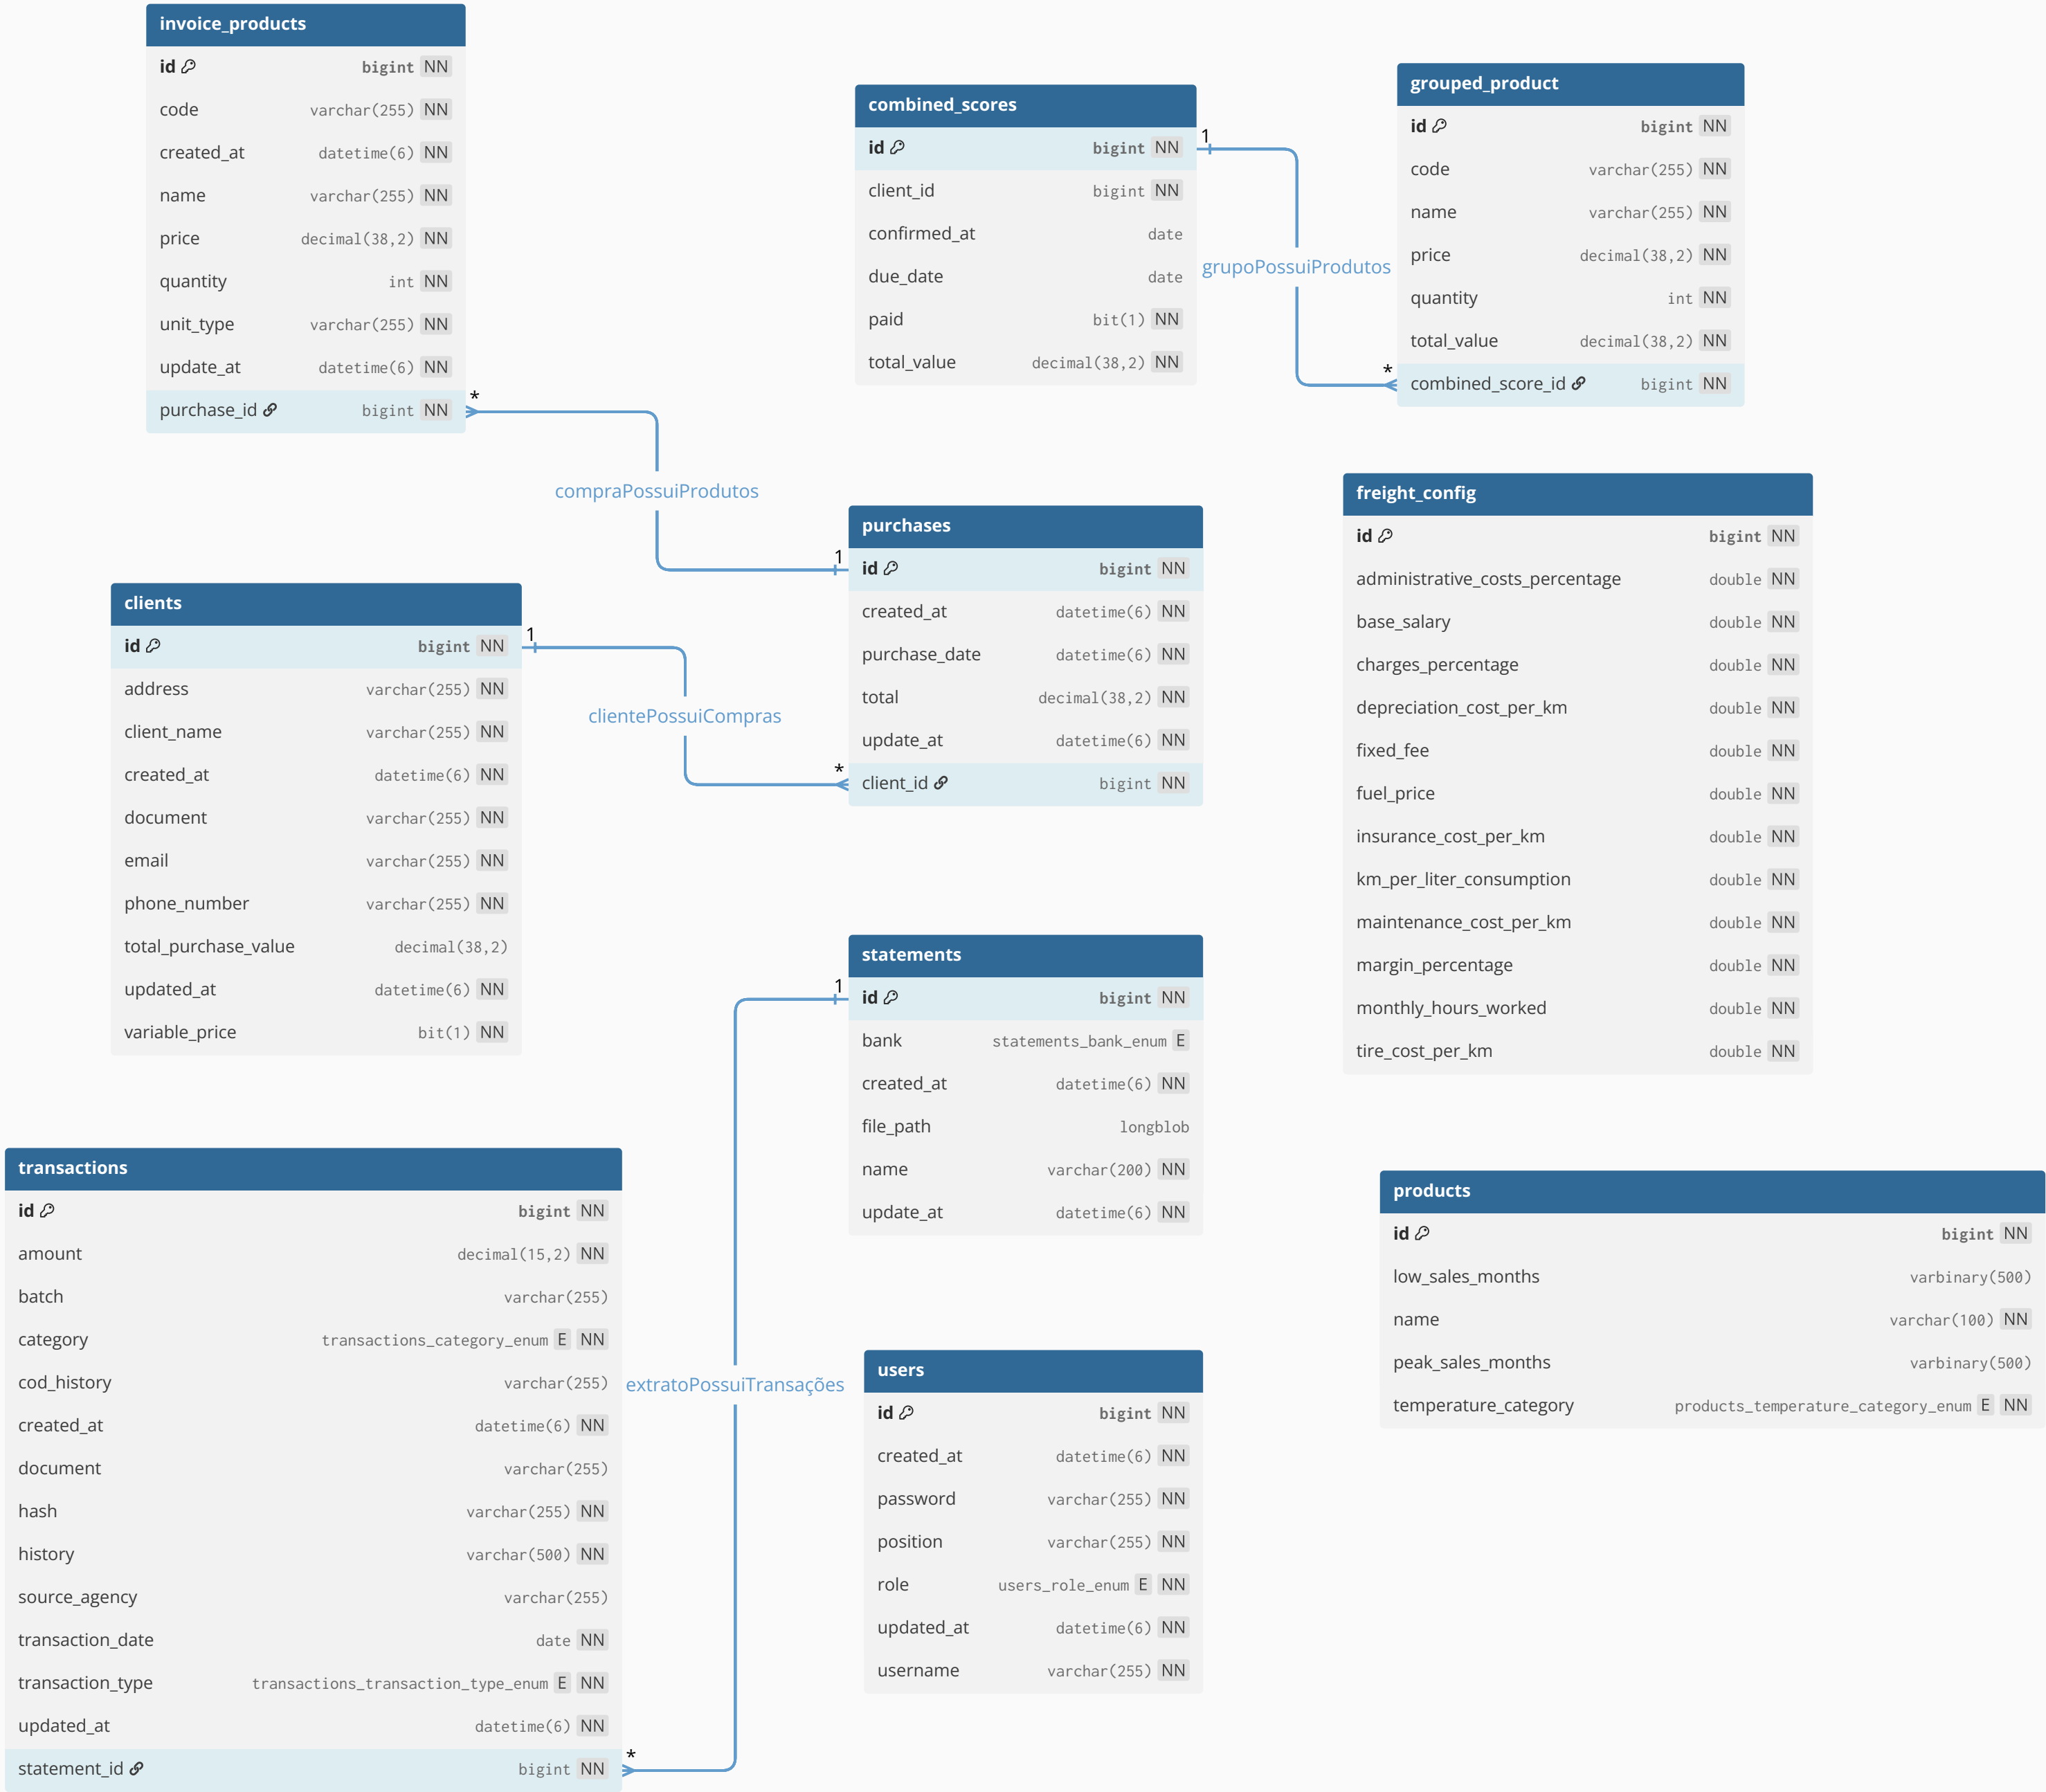 invoice_products
id bigint NN
code varchar(255) NN
created_at datetime(6) NN
name varchar(255) NN
price decimal(38,2) NN
quantity int NN
unit_type varchar(255) NN
update_at datetime(6) NN
purchase_id bigint NN
*
combined_scores
id bigint NN
client_id bigint NN
confirmed_at date
due_date date
paid bit(1) NN
total_value decimal(38,2) NN
1
grupoPossuiProdutos
*
grouped_product
id bigint NN
code varchar(255) NN
name varchar(255) NN
price decimal(38,2) NN
quantity int NN
total_value decimal(38,2) NN
combined_score_id bigint NN
compraPossuiProdutos
1
purchases
id bigint NN
created_at datetime(6) NN
purchase_date datetime(6) NN
total decimal(38,2) NN
update_at datetime(6) NN
client_id bigint NN
clients
id bigint NN
address varchar(255) NN
client_name varchar(255) NN
created_at datetime(6) NN
document varchar(255) NN
email varchar(255) NN
phone_number varchar(255) NN
total_purchase_value decimal(38,2)
updated_at datetime(6) NN
variable_price bit(1) NN
1
clientePossuiCompras
*
freight_config
id bigint NN
administrative_costs_percentage double NN
base_salary double NN
charges_percentage double NN
depreciation_cost_per_km double NN
fixed_fee double NN
fuel_price double NN
insurance_cost_per_km double NN
km_per_liter_consumption double NN
maintenance_cost_per_km double NN
margin_percentage double NN
monthly_hours_worked double NN
tire_cost_per_km double NN
statements
id bigint NN
bank statements_bank_enum E
created_at datetime(6) NN
file_path longblob
name varchar(200) NN
update_at datetime(6) NN
1
extratoPossuiTransações
*
transactions
id bigint NN
amount decimal(15,2) NN
batch varchar(255)
category transactions_category_enum E NN
cod_history varchar(255)
created_at datetime(6) NN
document varchar(255)
hash varchar(255) NN
history varchar(500) NN
source_agency varchar(255)
transaction_date date NN
transaction_type transactions_transaction_type_enum E NN
updated_at datetime(6) NN
statement_id bigint NN
users
id bigint NN
created_at datetime(6) NN
password varchar(255) NN
position varchar(255) NN
role users_role_enum E NN
updated_at datetime(6) NN
username varchar(255) NN
products
id bigint NN
low_sales_months varbinary(500)
name varchar(100) NN
peak_sales_months varbinary(500)
temperature_category products_temperature_category_enum E NN